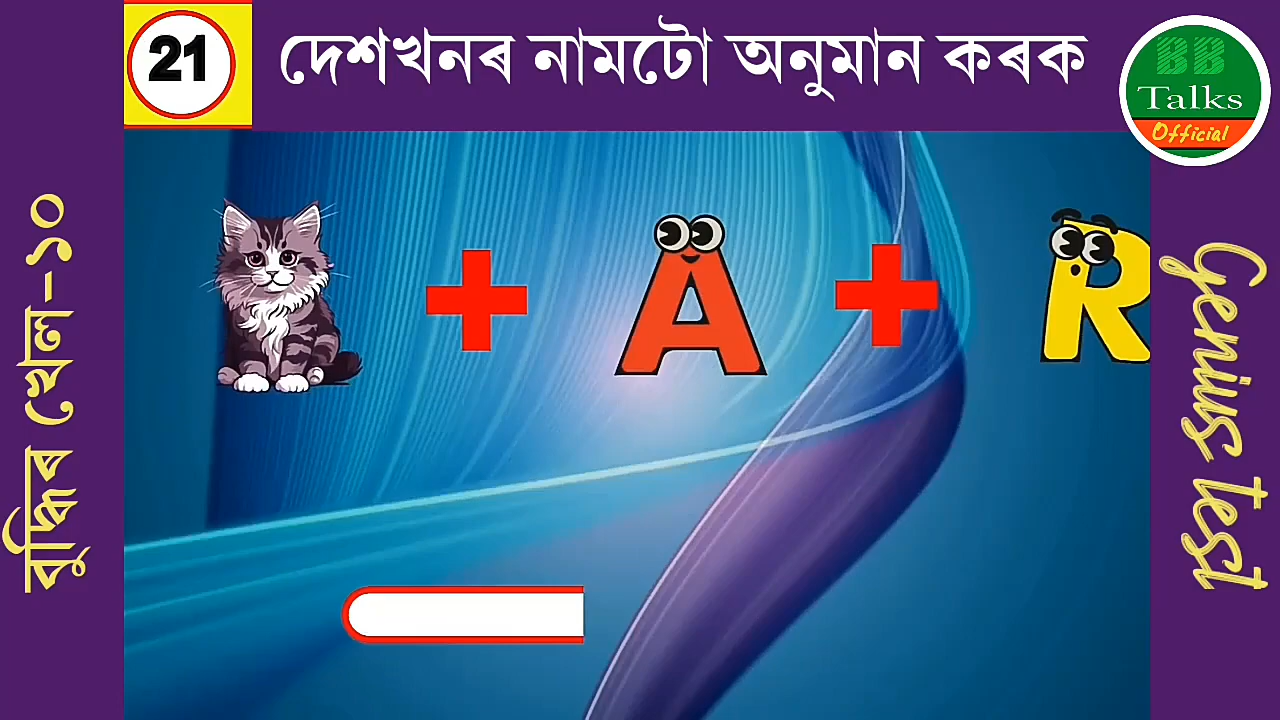 21
দেশখনৰ নামটো অনুমান কৰক
BB
Talks
Official
বুদ্ধিৰ খেল-১০
A
R
Genius Test